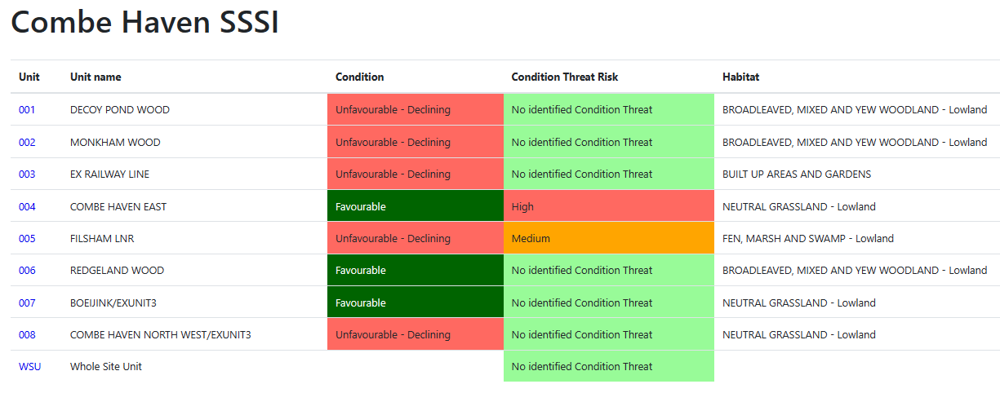 Combe Haven SSSI
Unit Unit name Condition Condition Threat Risk Habitat
001 DECOY POND WOOD Unfavourable - Declining No identified Condition Threat BROADLEAVED, MIXED AND YEW WOODLAND - Lowland
002 MONKHAM WOOD Unfavourable - Declining No identified Condition Threat BROADLEAVED, MIXED AND YEW WOODLAND - Lowland
003 EX RAILWAY LINE Unfavourable - Declining No identified Condition Threat BUILT UP AREAS AND GARDENS
004 COMBE HAVEN EAST Favourable High NEUTRAL GRASSLAND - Lowland
005 FILSHAM LNR Unfavourable - Declining Medium FEN, MARSH AND SWAMP - Lowland
006 REDGELAND WOOD Favourable No identified Condition Threat BROADLEAVED, MIXED AND YEW WOODLAND - Lowland
007 BOEIJINK/EXUNIT3 Favourable No identified Condition Threat NEUTRAL GRASSLAND - Lowland
008 COMBE HAVEN NORTH WEST/EXUNIT3 Unfavourable - Declining No identified Condition Threat NEUTRAL GRASSLAND - Lowland
WSU Whole Site Unit No identified Condition Threat